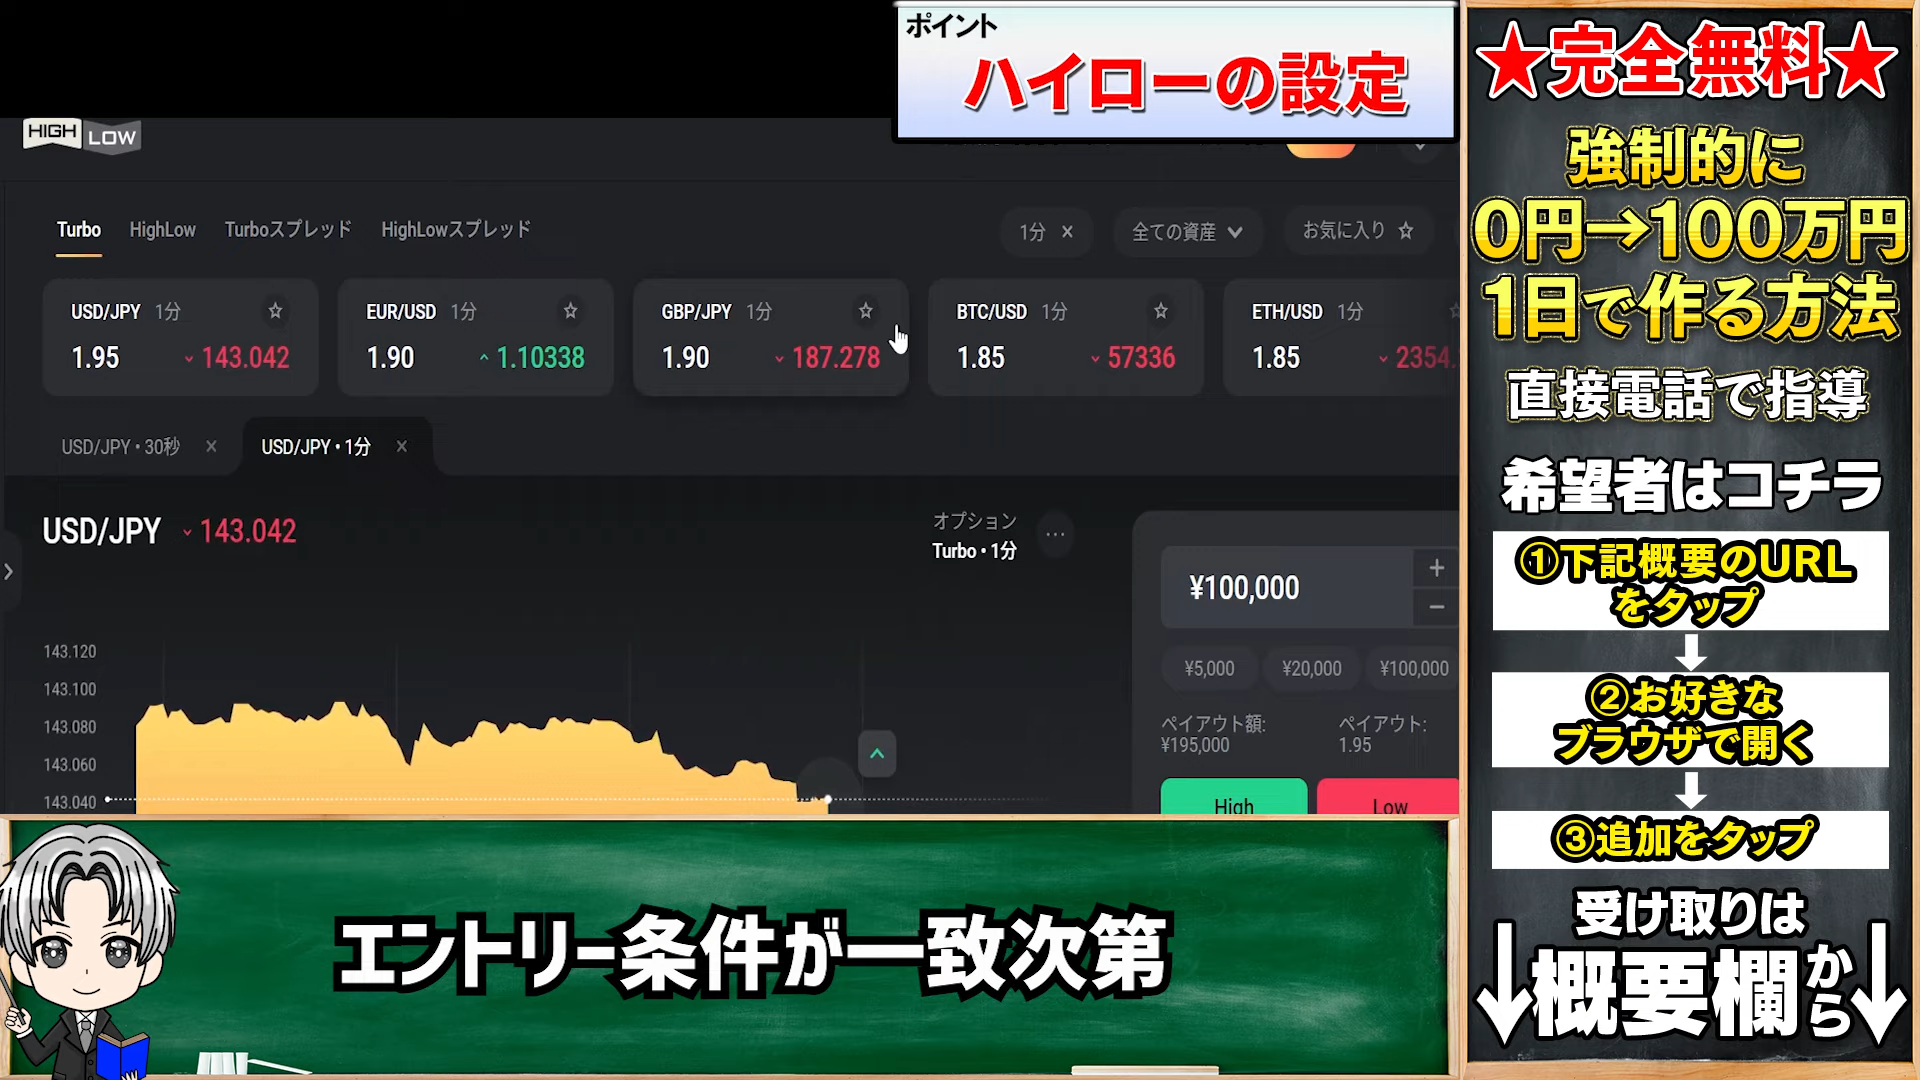 ポイント
ハイローの設定
HIGH LOW
Turbo HighLow Turboスプレッド HighLowスプレッド
1分 × 全ての資産 お気に入り ☆
USD/JPY 1分 ☆
1.95 143.042
EUR/USD 1分 ☆
1.90 1.10338
GBP/JPY 1分 ☆
1.90 187.278
BTC/USD 1分 ☆
1.85 57336
ETH/USD 1分
1.85 2354.
USD/JPY • 30秒 × USD/JPY • 1分 ×
USD/JPY 143.042
オプション
Turbo • 1分
143.120
143.100
143.080
143.060
143.040
¥100,000
¥5,000 ¥20,000 ¥100,000
ペイアウト額: ペイアウト:
¥195,000 1.95
High Low
エントリー条件が一致次第
★完全無料★
強制的に
0円→100万円
1日で作る方法
直接電話で指導
希望者はコチラ
①下記概要のURL
をタップ
②お好きな
ブラウザで開く
③追加をタップ
受け取りは
概要欄から